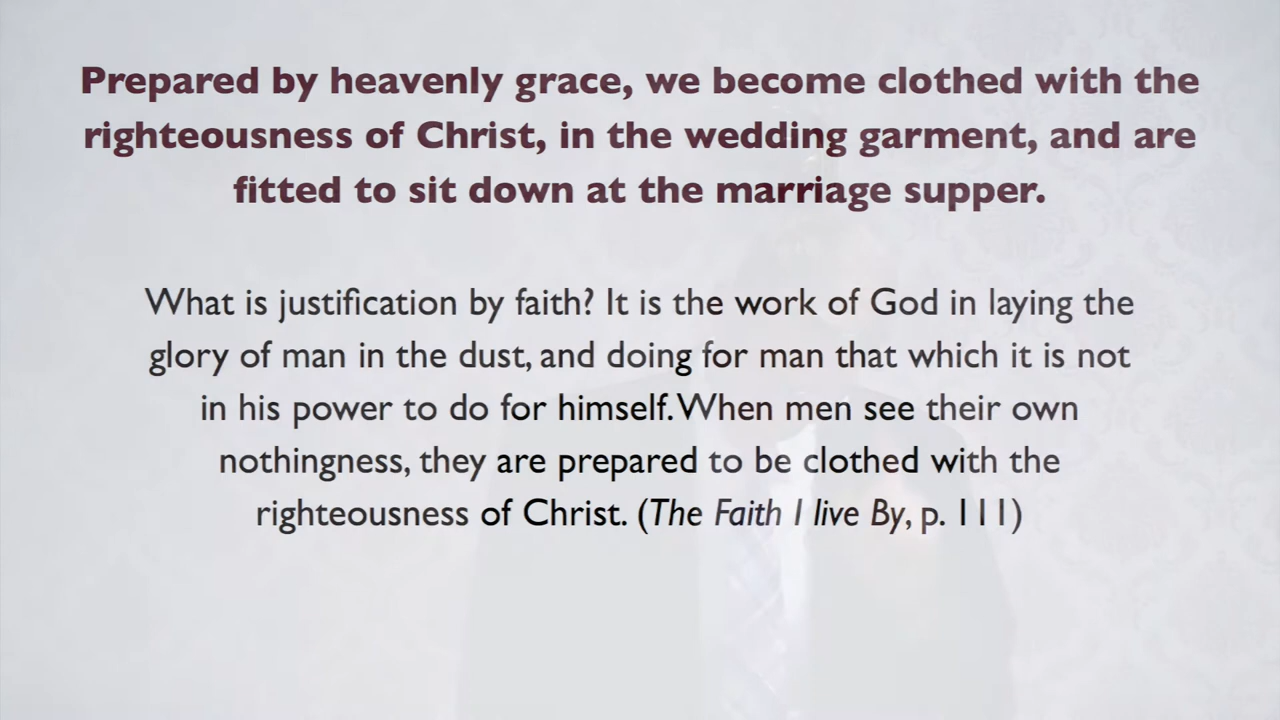 Prepared by heavenly grace, we become clothed with the
righteousness of Christ, in the wedding garment, and are
fitted to sit down at the marriage supper.
What is justification by faith? It is the work of God in laying the
glory of man in the dust, and doing for man that which it is not
in his power to do for himself. When men see their own
nothingness, they are prepared to be clothed with the
righteousness of Christ. (The Faith I live By, p. 111)